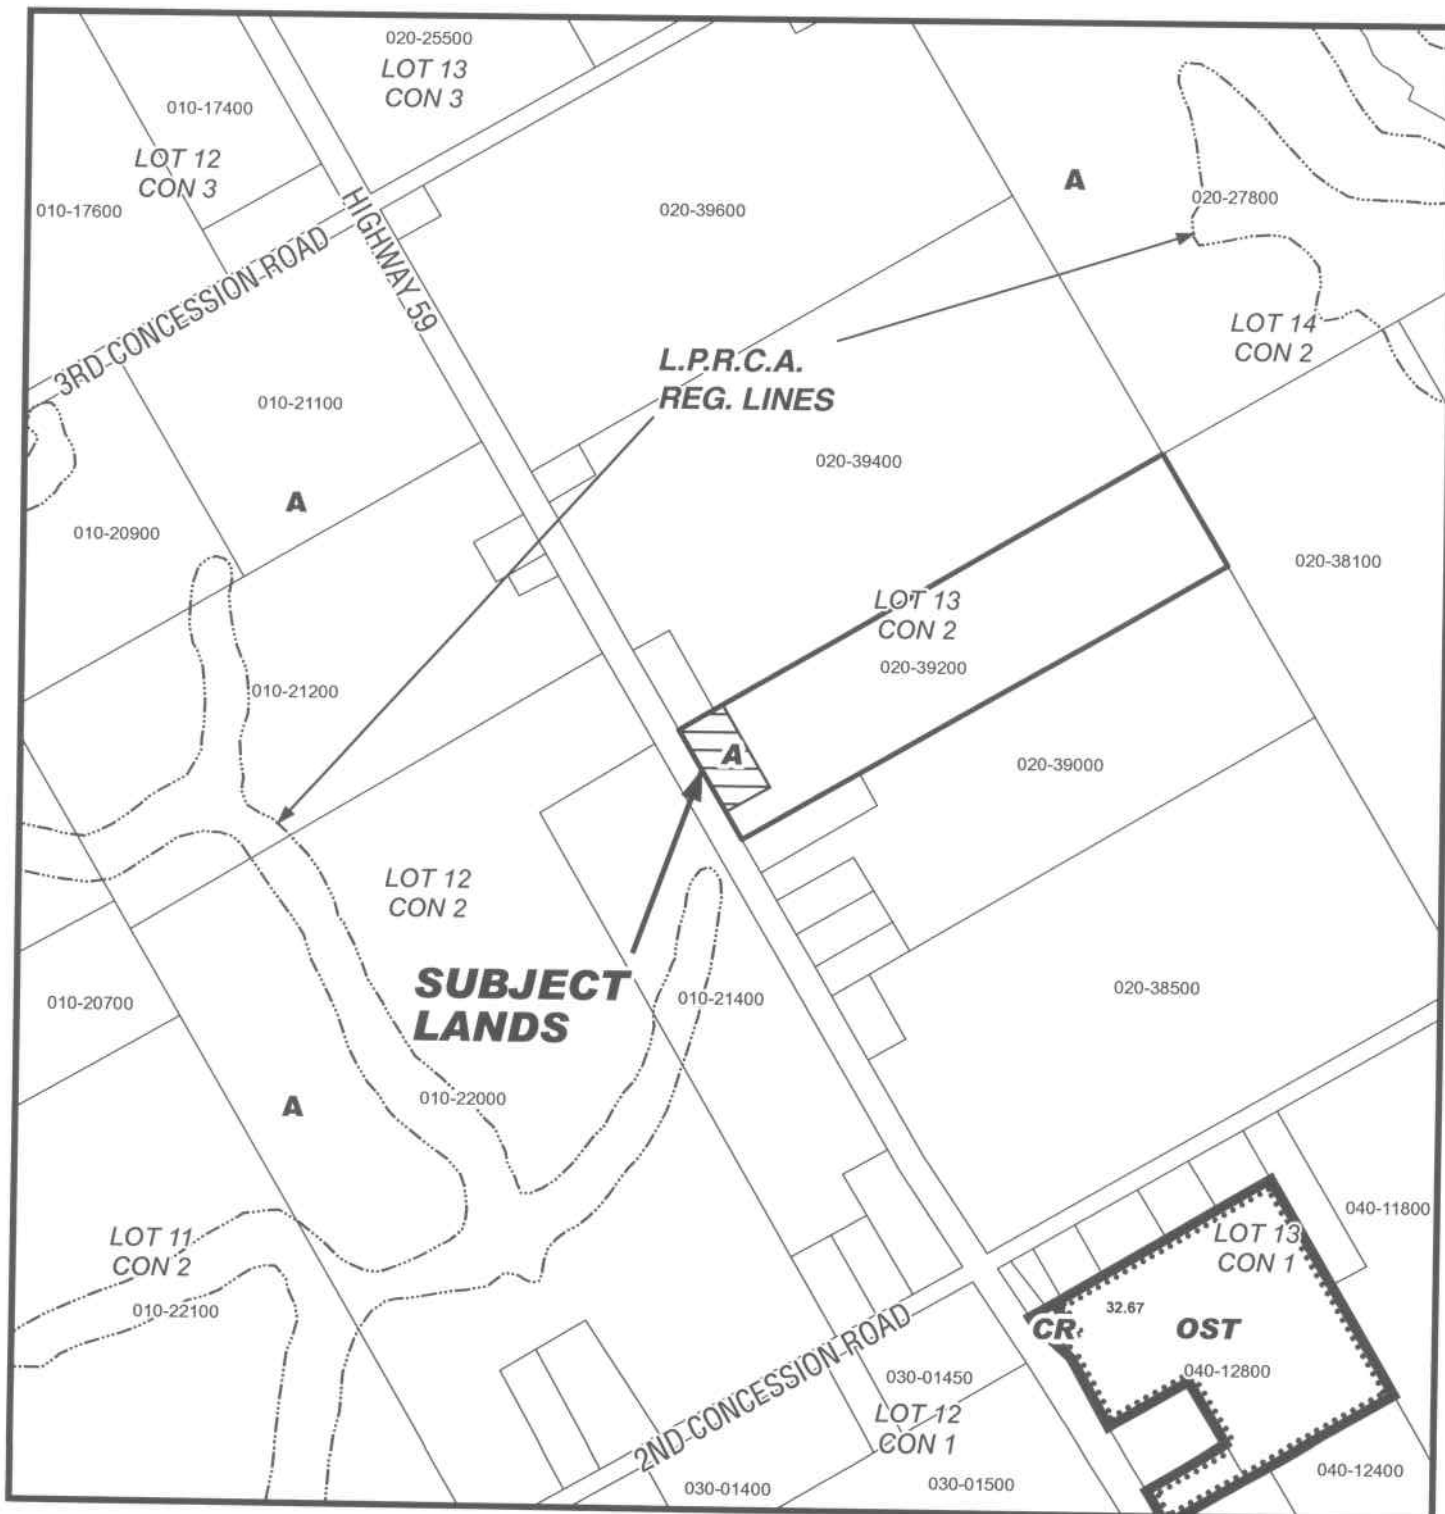 020-25500
LOT 13
CON 3
010-17400
LOT 12
CON 3
010-17600
HIGHWAY 59
3RD CONCESSION ROAD
020-39600
A
020-27800
LOT 14
CON 2
L.P.R.C.A.
REG. LINES
010-21100
020-39400
A
010-20900
020-38100
LOT 13
CON 2
020-39200
010-21200
A
020-39000
LOT 12
CON 2
SUBJECT
LANDS
010-21400
020-38500
010-20700
010-22000
A
LOT 11
CON 2
010-22100
040-11800
LOT 13
CON 1
32.67
CR
OST
040-12800
2ND CONCESSION ROAD
030-01450
LOT 12
CON 1
030-01400
030-01500
040-12400